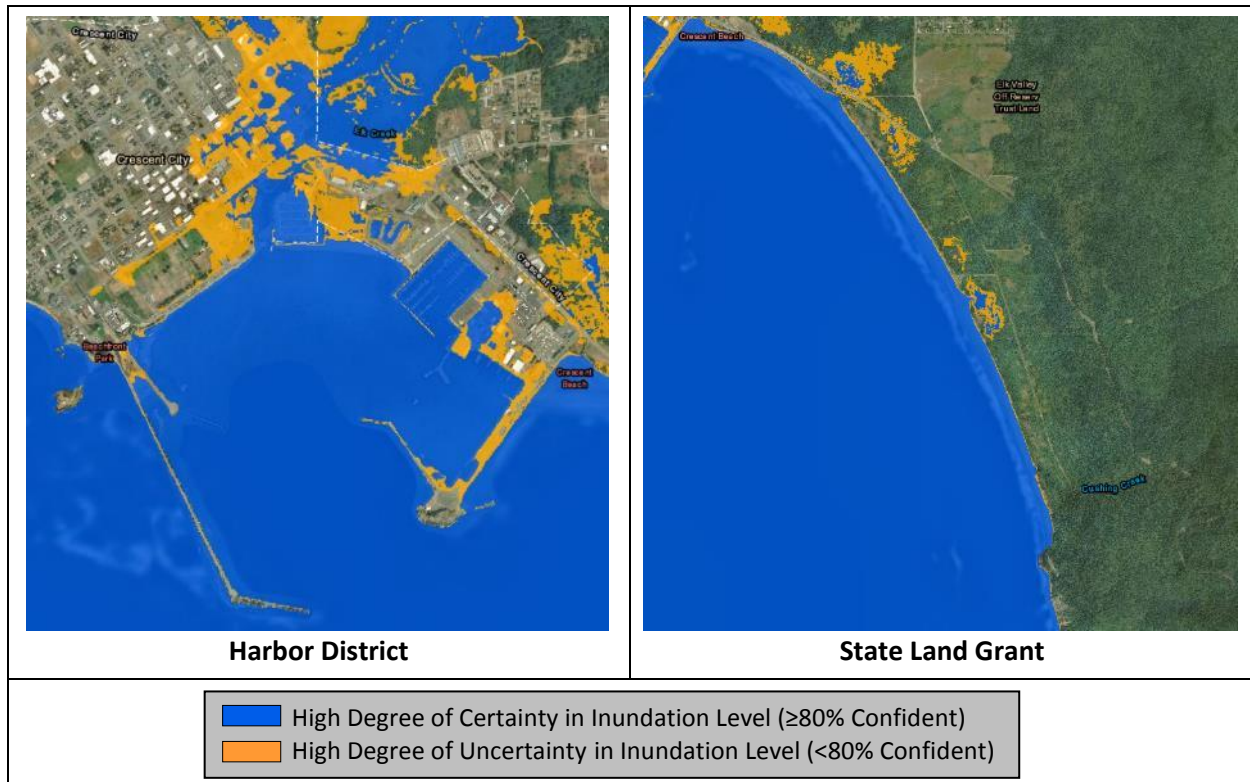 Crescent City
Crescent City
Elk Creek
Crescent City
Beachfront
Park
Crescent
Beach
Harbor District
Crescent Beach
Elk Valley
Off Reserv
Trust Land
Cushing Creek
State Land Grant
High Degree of Certainty in Inundation Level (≥80% Confident)
High Degree of Uncertainty in Inundation Level (<80% Confident)